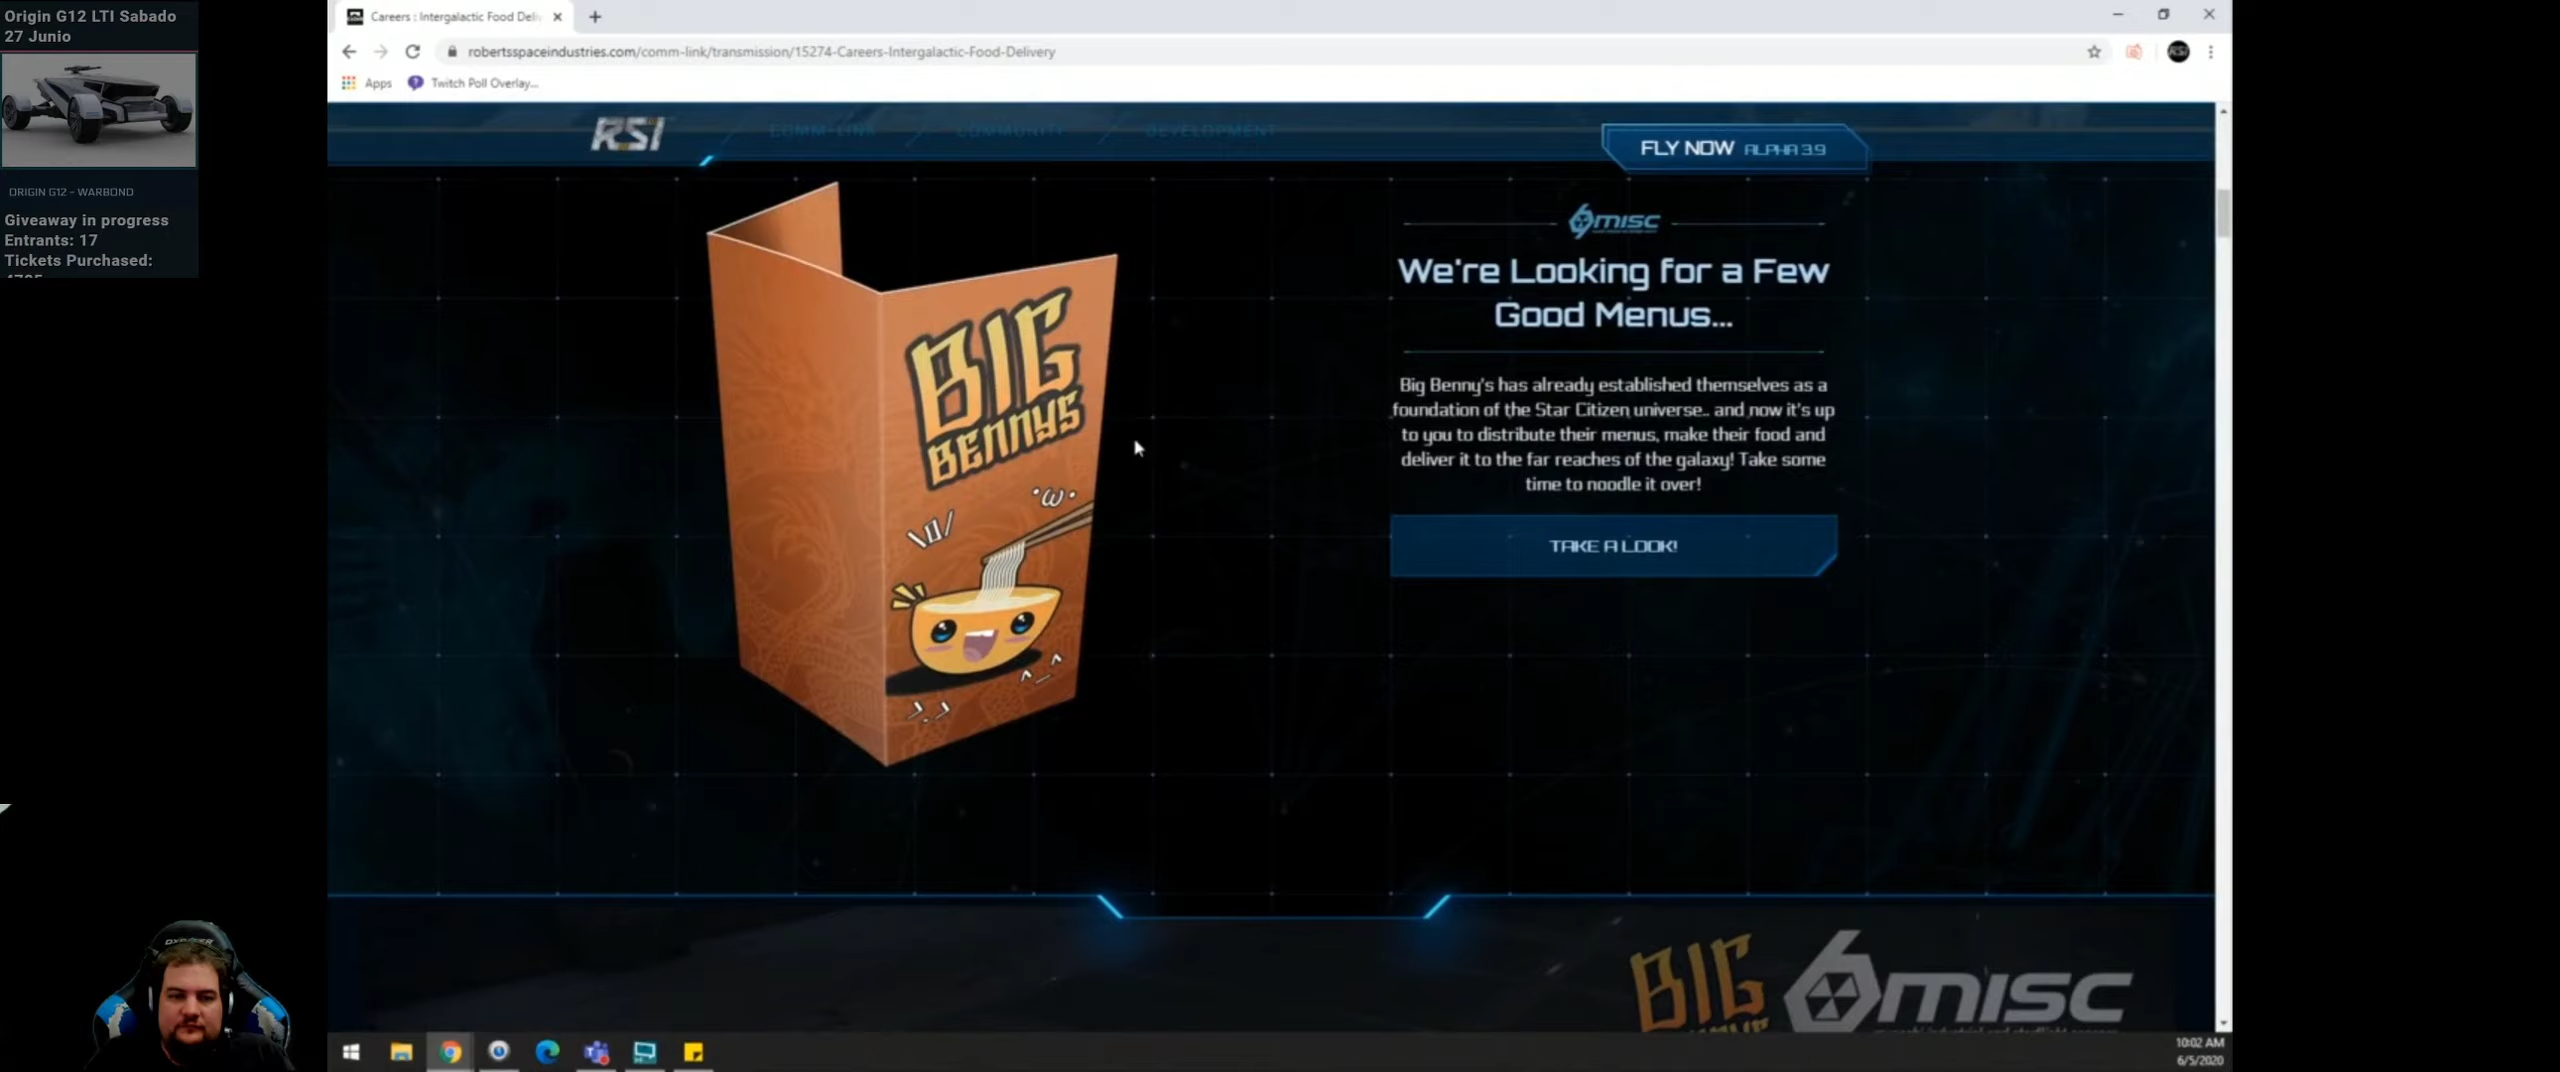 Origin G12 LTI Sabado
27 Junio
ORIGIN G12 - WARBOND
Giveaway in progress
Entrants: 17
Tickets Purchased:
Careers : Intergalactic Food Deli
robertsspaceindustries.com/comm-link/transmission/15274-Careers-Intergalactic-Food-Delivery
Apps
Twitch Poll Overlay...
RSI
COMM-LINK
COMMUNITY
DEVELOPMENT
FLY NOW ALPHA 3.9
BIG
BENNYS
\□/
•ω•
^_^
>.>
misc
We're Looking for a Few
Good Menus...
Big Benny's has already established themselves as a
foundation of the Star Citizen universe.. and now it's up
to you to distribute their menus, make their food and
deliver it to the far reaches of the galaxy! Take some
time to noodle it over!
TAKE A LOOK!
BIG
misc
10:02 AM
6/5/2020